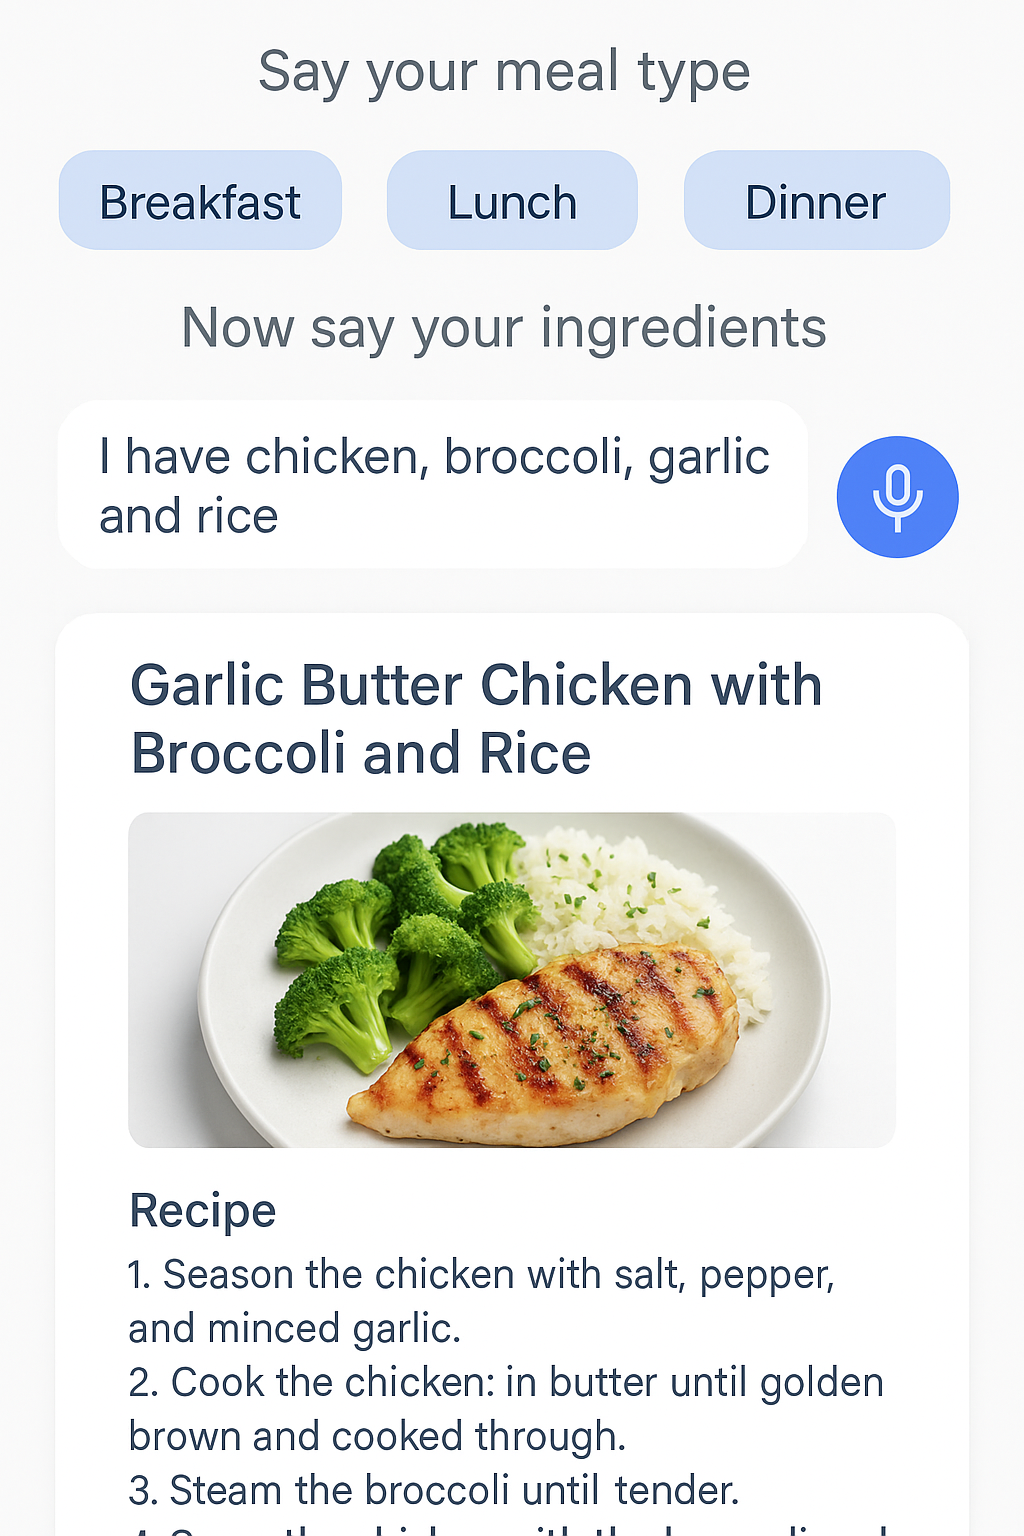 Say your meal type
Breakfast Lunch Dinner
Now say your ingredients
I have chicken, broccoli, garlic
and rice
Garlic Butter Chicken with
Broccoli and Rice
Recipe
1. Season the chicken with salt, pepper,
and minced garlic.
2. Cook the chicken: in butter until golden
brown and cooked through.
3. Steam the broccoli until tender.